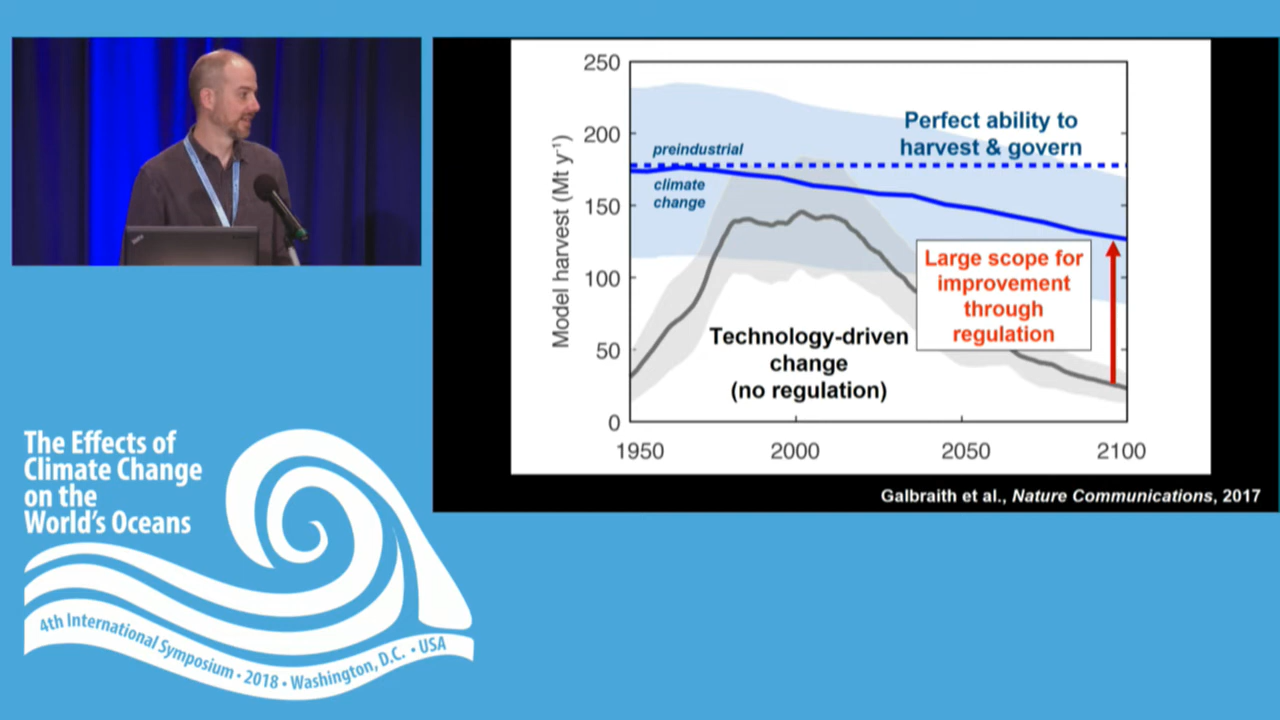 250
200
150
100
50
0
Model harvest (Mt y-1)
1950
2000
2050
2100
Perfect ability to
harvest & govern
preindustrial
climate
change
Large scope for
improvement
through
regulation
Technology-driven
change
(no regulation)
Galbraith et al., Nature Communications, 2017
The Effects of
Climate Change
on the
World's Oceans
4th International Symposium • 2018 • Washington, D.C. • USA